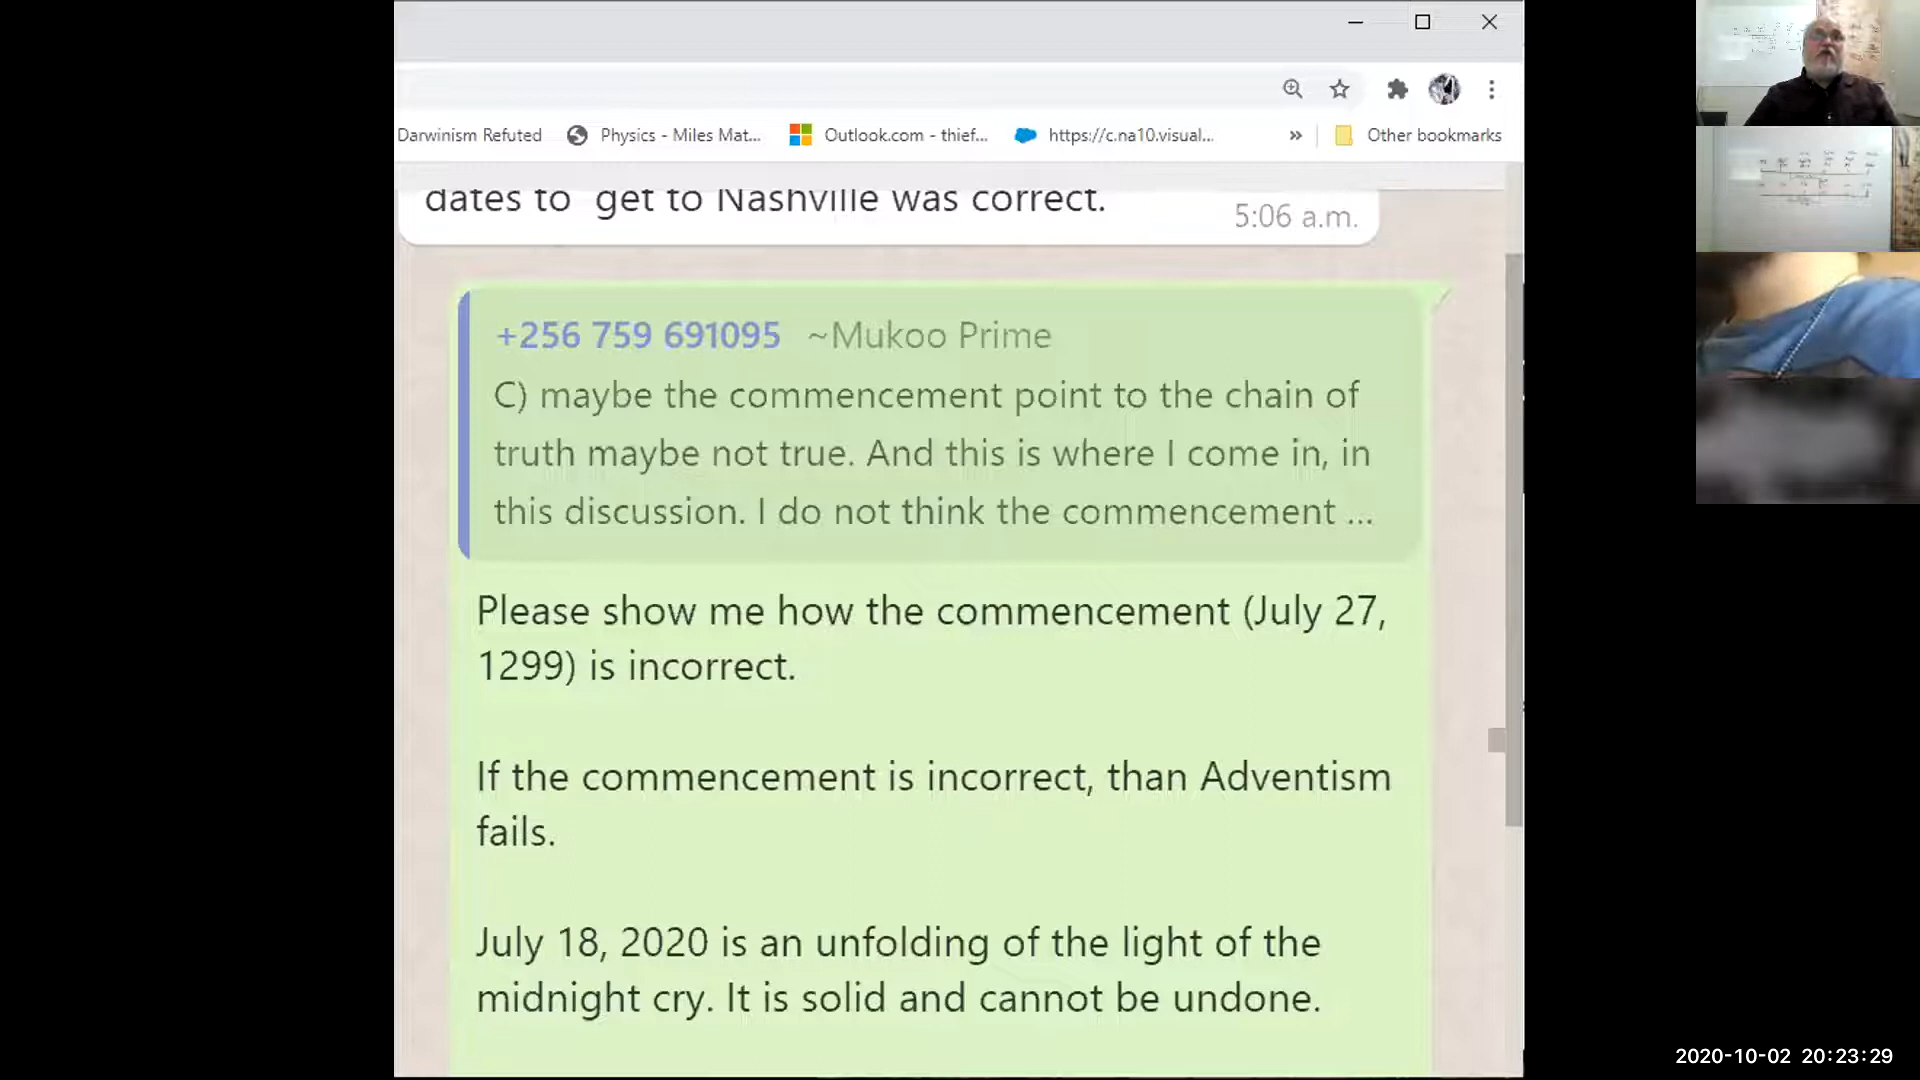 Darwinism Refuted Physics - Miles Mat... Outlook.com - thief... https://c.na10.visual... » Other bookmarks
dates to get to Nashville was correct.
5:06 a.m.
+256 759 691095 ~Mukoo Prime
C) maybe the commencement point to the chain of
truth maybe not true. And this is where I come in, in
this discussion. I do not think the commencement ...
Please show me how the commencement (July 27,
1299) is incorrect.
If the commencement is incorrect, than Adventism
fails.
July 18, 2020 is an unfolding of the light of the
midnight cry. It is solid and cannot be undone.
2020-10-02 20:23:29